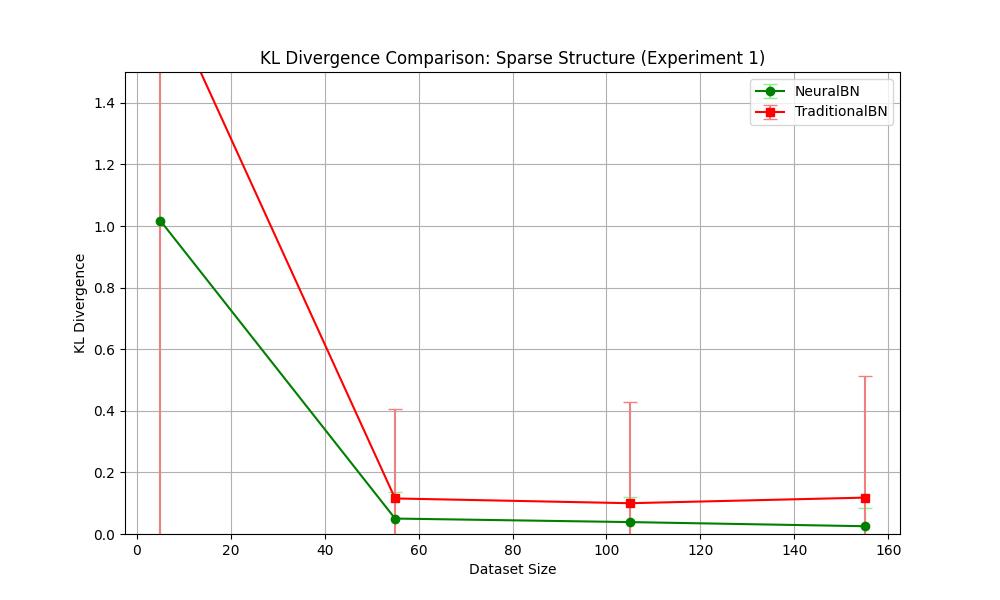 KL Divergence Comparison: Sparse Structure (Experiment 1)
NeuralBN
TraditionalBN
KL Divergence
1.4
1.2
1.0
0.8
0.6
0.4
0.2
0.0
0 20 40 60 80 100 120 140 160
Dataset Size